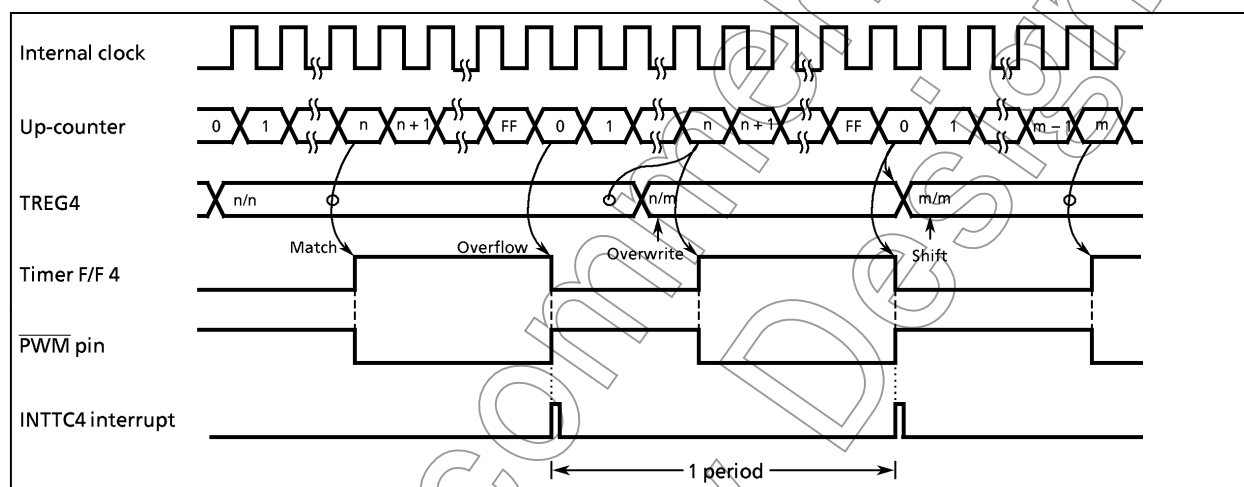 Internal clock
Up-counter 0 1 n n + 1 FF 0 1 n n + 1 FF 0 1 m – 1 m
TREG4 n/n n/m m/m
Match Overflow Overwrite Shift
Timer F/F 4
PWM pin
INTTC4 interrupt
1 period